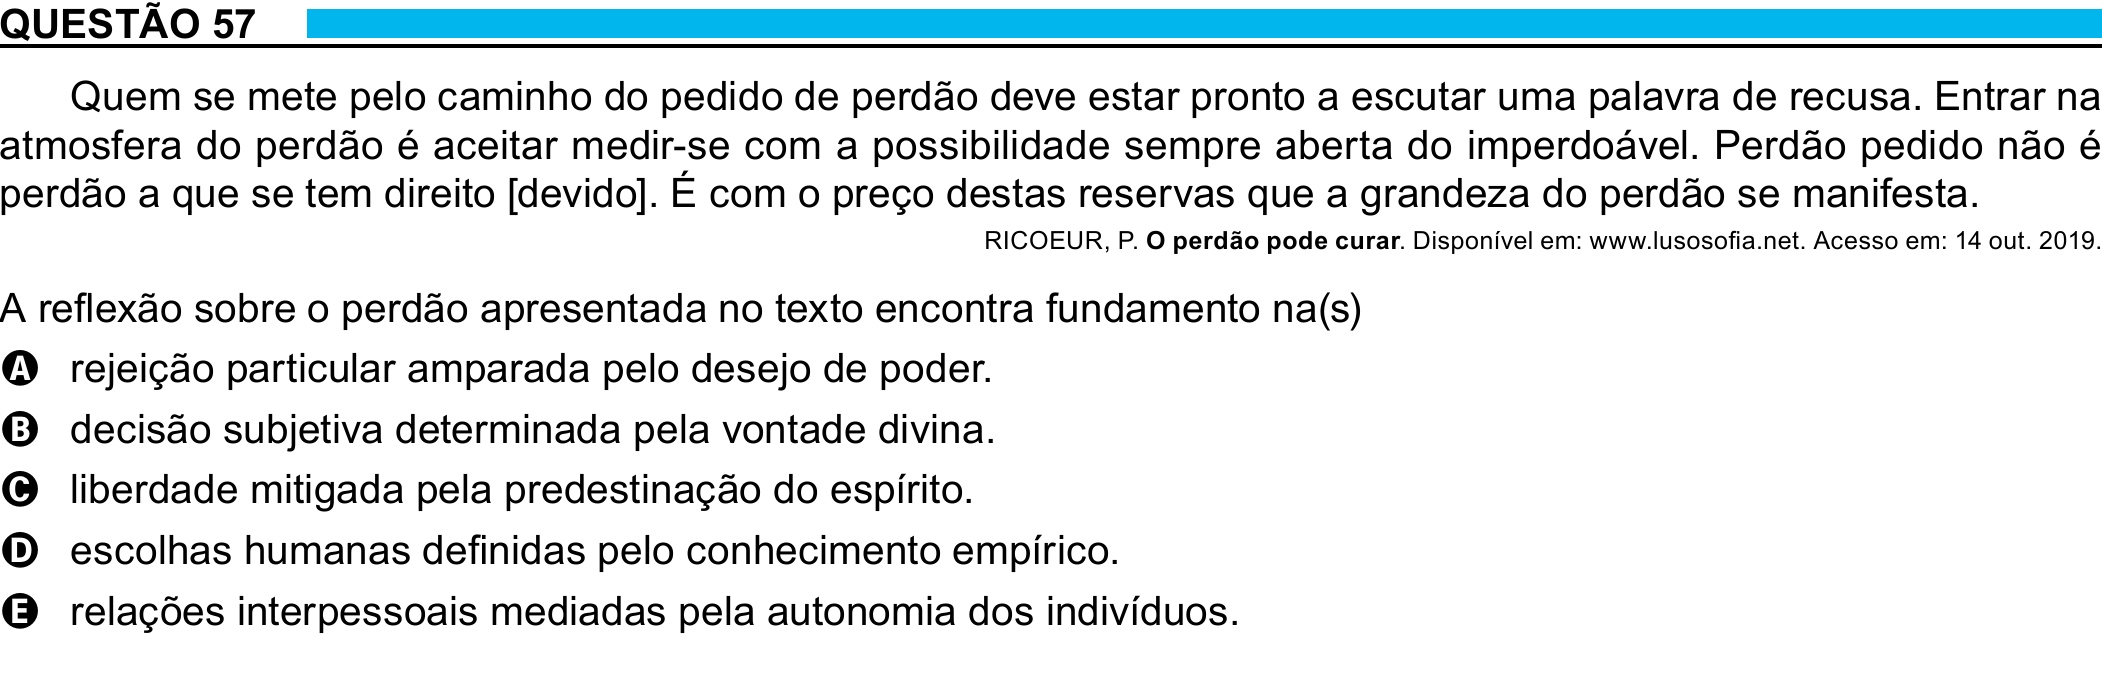 QUESTÃO 57
Quem se mete pelo caminho do pedido de perdão deve estar pronto a escutar uma palavra de recusa. Entrar na
atmosfera do perdão é aceitar medir-se com a possibilidade sempre aberta do imperdoável. Perdão pedido não é
perdão a que se tem direito [devido]. É com o preço destas reservas que a grandeza do perdão se manifesta.
RICOEUR, P. O perdão pode curar. Disponível em: www.lusosofia.net. Acesso em: 14 out. 2019.
A reflexão sobre o perdão apresentada no texto encontra fundamento na(s)
A rejeição particular amparada pelo desejo de poder.
B decisão subjetiva determinada pela vontade divina.
C liberdade mitigada pela predestinação do espírito.
D escolhas humanas definidas pelo conhecimento empírico.
E relações interpessoais mediadas pela autonomia dos indivíduos.